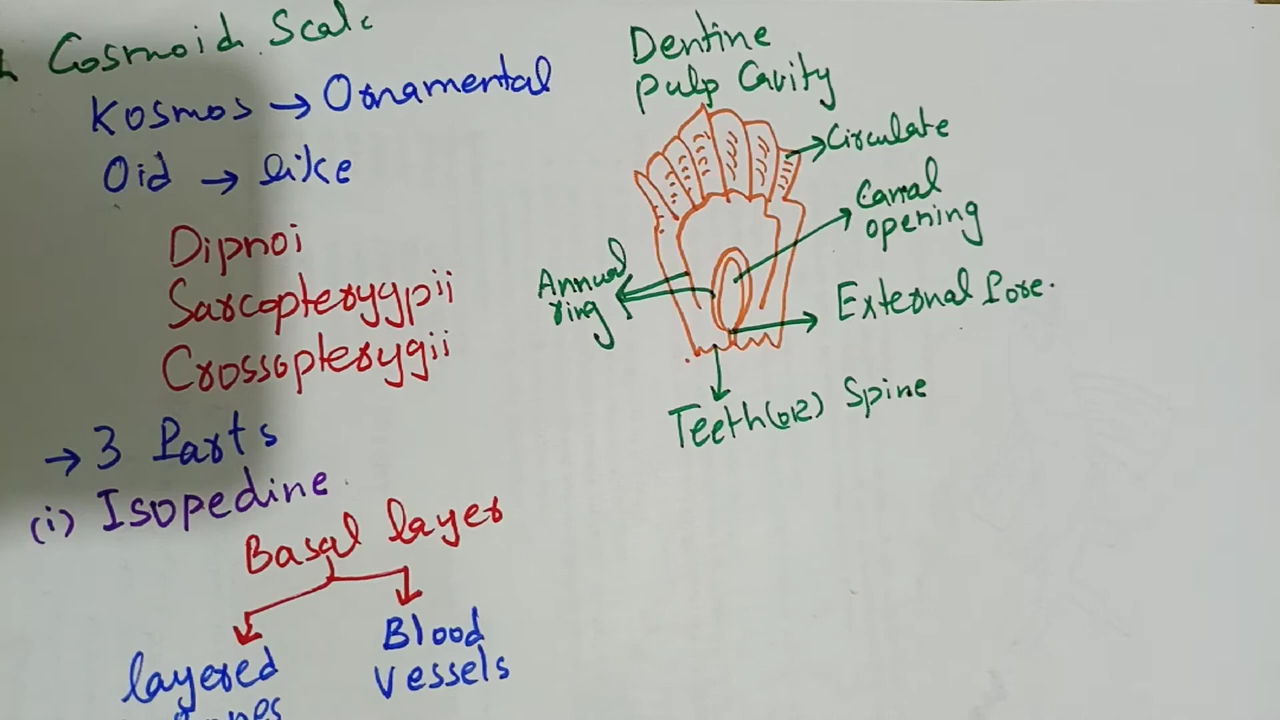 Cosmoid Scale
Kosmos → Ornamental
Oid → like
Dipnoi
Sarcopterygpii
Crossopterygii
→ 3 Parts
(i) Isopedine
Basal layer
layered
Blood
vessels
Dentine
pulp Cavity
Circulate
Canal
opening
Annual
ring
External Pore.
Teeth (OR) Spine